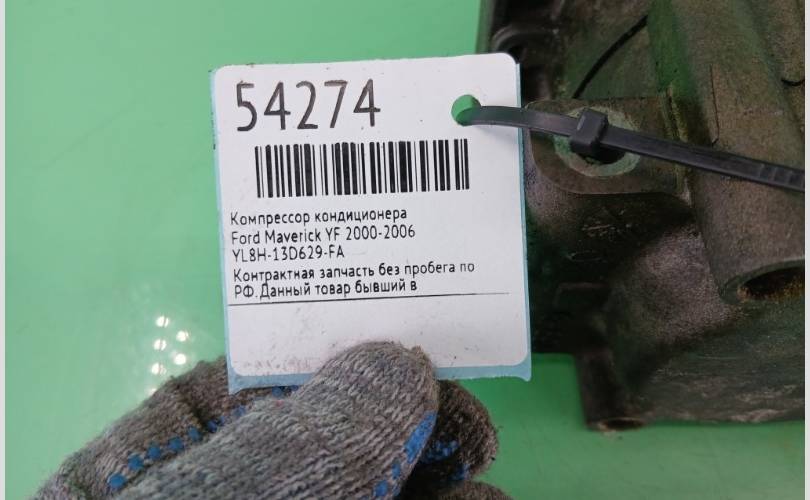 54274
Компрессор кондиционера
Ford Maverick YF 2000-2006
YL8H-13D629-FA
Контрактная запчасть без пробега по
РФ.Данный товар бывший в